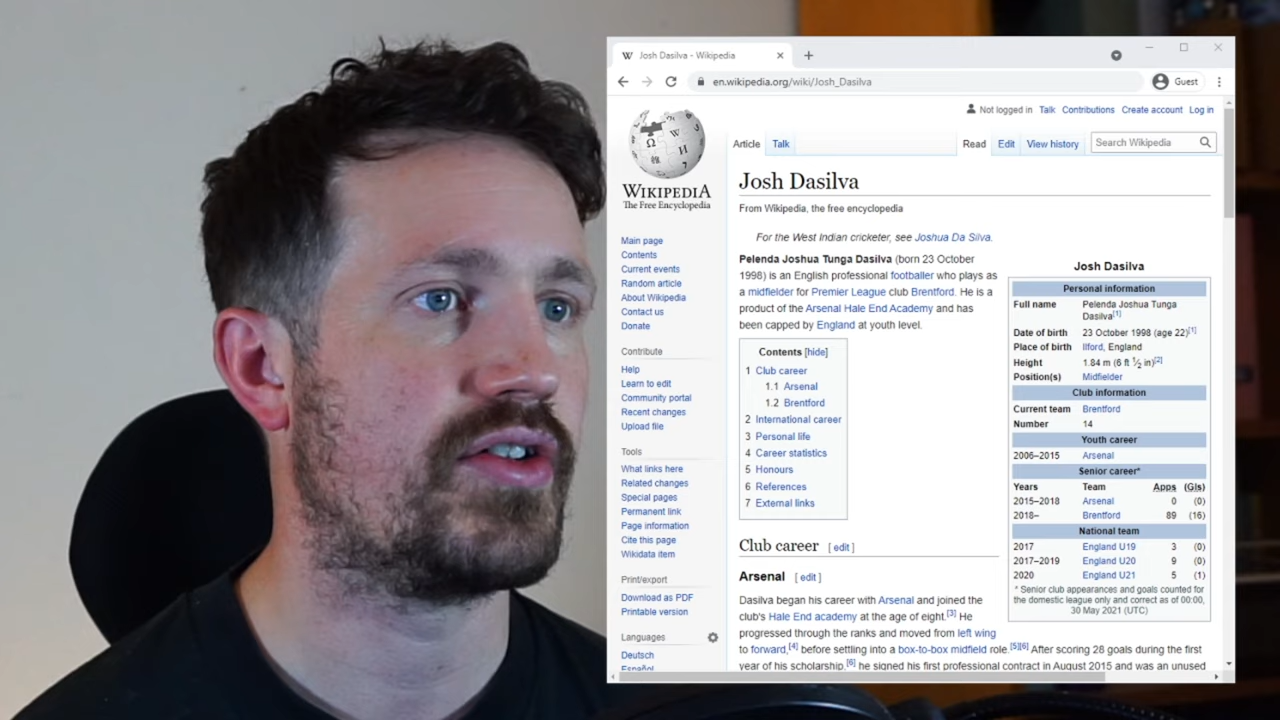 Josh Dasilva - Wikipedia
en.wikipedia.org/wiki/Josh_Dasilva
Guest
Not logged in Talk Contributions Create account Log in
Article Talk Read Edit View history Search Wikipedia
WIKIPEDIA
The Free Encyclopedia
Main page
Contents
Current events
Random article
About Wikipedia
Contact us
Donate
Contribute
Help
Learn to edit
Community portal
Recent changes
Upload file
Tools
What links here
Related changes
Special pages
Permanent link
Page information
Cite this page
Wikidata item
Print/export
Download as PDF
Printable version
Languages
Deutsch
Español
Josh Dasilva
From Wikipedia, the free encyclopedia
For the West Indian cricketer, see Joshua Da Silva.
Pelenda Joshua Tunga Dasilva (born 23 October
1998) is an English professional footballer who plays as
a midfielder for Premier League club Brentford. He is a
product of the Arsenal Hale End Academy and has
been capped by England at youth level.
Contents [hide]
1 Club career
1.1 Arsenal
1.2 Brentford
2 International career
3 Personal life
4 Career statistics
5 Honours
6 References
7 External links
Josh Dasilva
Personal information
Full name Pelenda Joshua Tunga
Dasilva[1]
Date of birth 23 October 1998 (age 22)[1]
Place of birth Ilford, England
Height 1.84 m (6 ft 1⁄2 in)[2]
Position(s) Midfielder
Club information
Current team Brentford
Number 14
Youth career
2006–2015 Arsenal
Senior career*
Years Team Apps (Gls)
2015–2018 Arsenal 0 (0)
2018– Brentford 89 (16)
National team
2017 England U19 3 (0)
2017–2019 England U20 9 (0)
2020 England U21 5 (1)
* Senior club appearances and goals counted for
the domestic league only and correct as of 00:00,
30 May 2021 (UTC)
Club career [ edit ]
Arsenal [ edit ]
Dasilva began his career with Arsenal and joined the
club's Hale End academy at the age of eight.[3] He
progressed through the ranks and moved from left wing
to forward,[4] before settling into a box-to-box midfield role.[5][6] After scoring 28 goals during the first
year of his scholarship,[6] he signed his first professional contract in August 2015 and was an unused